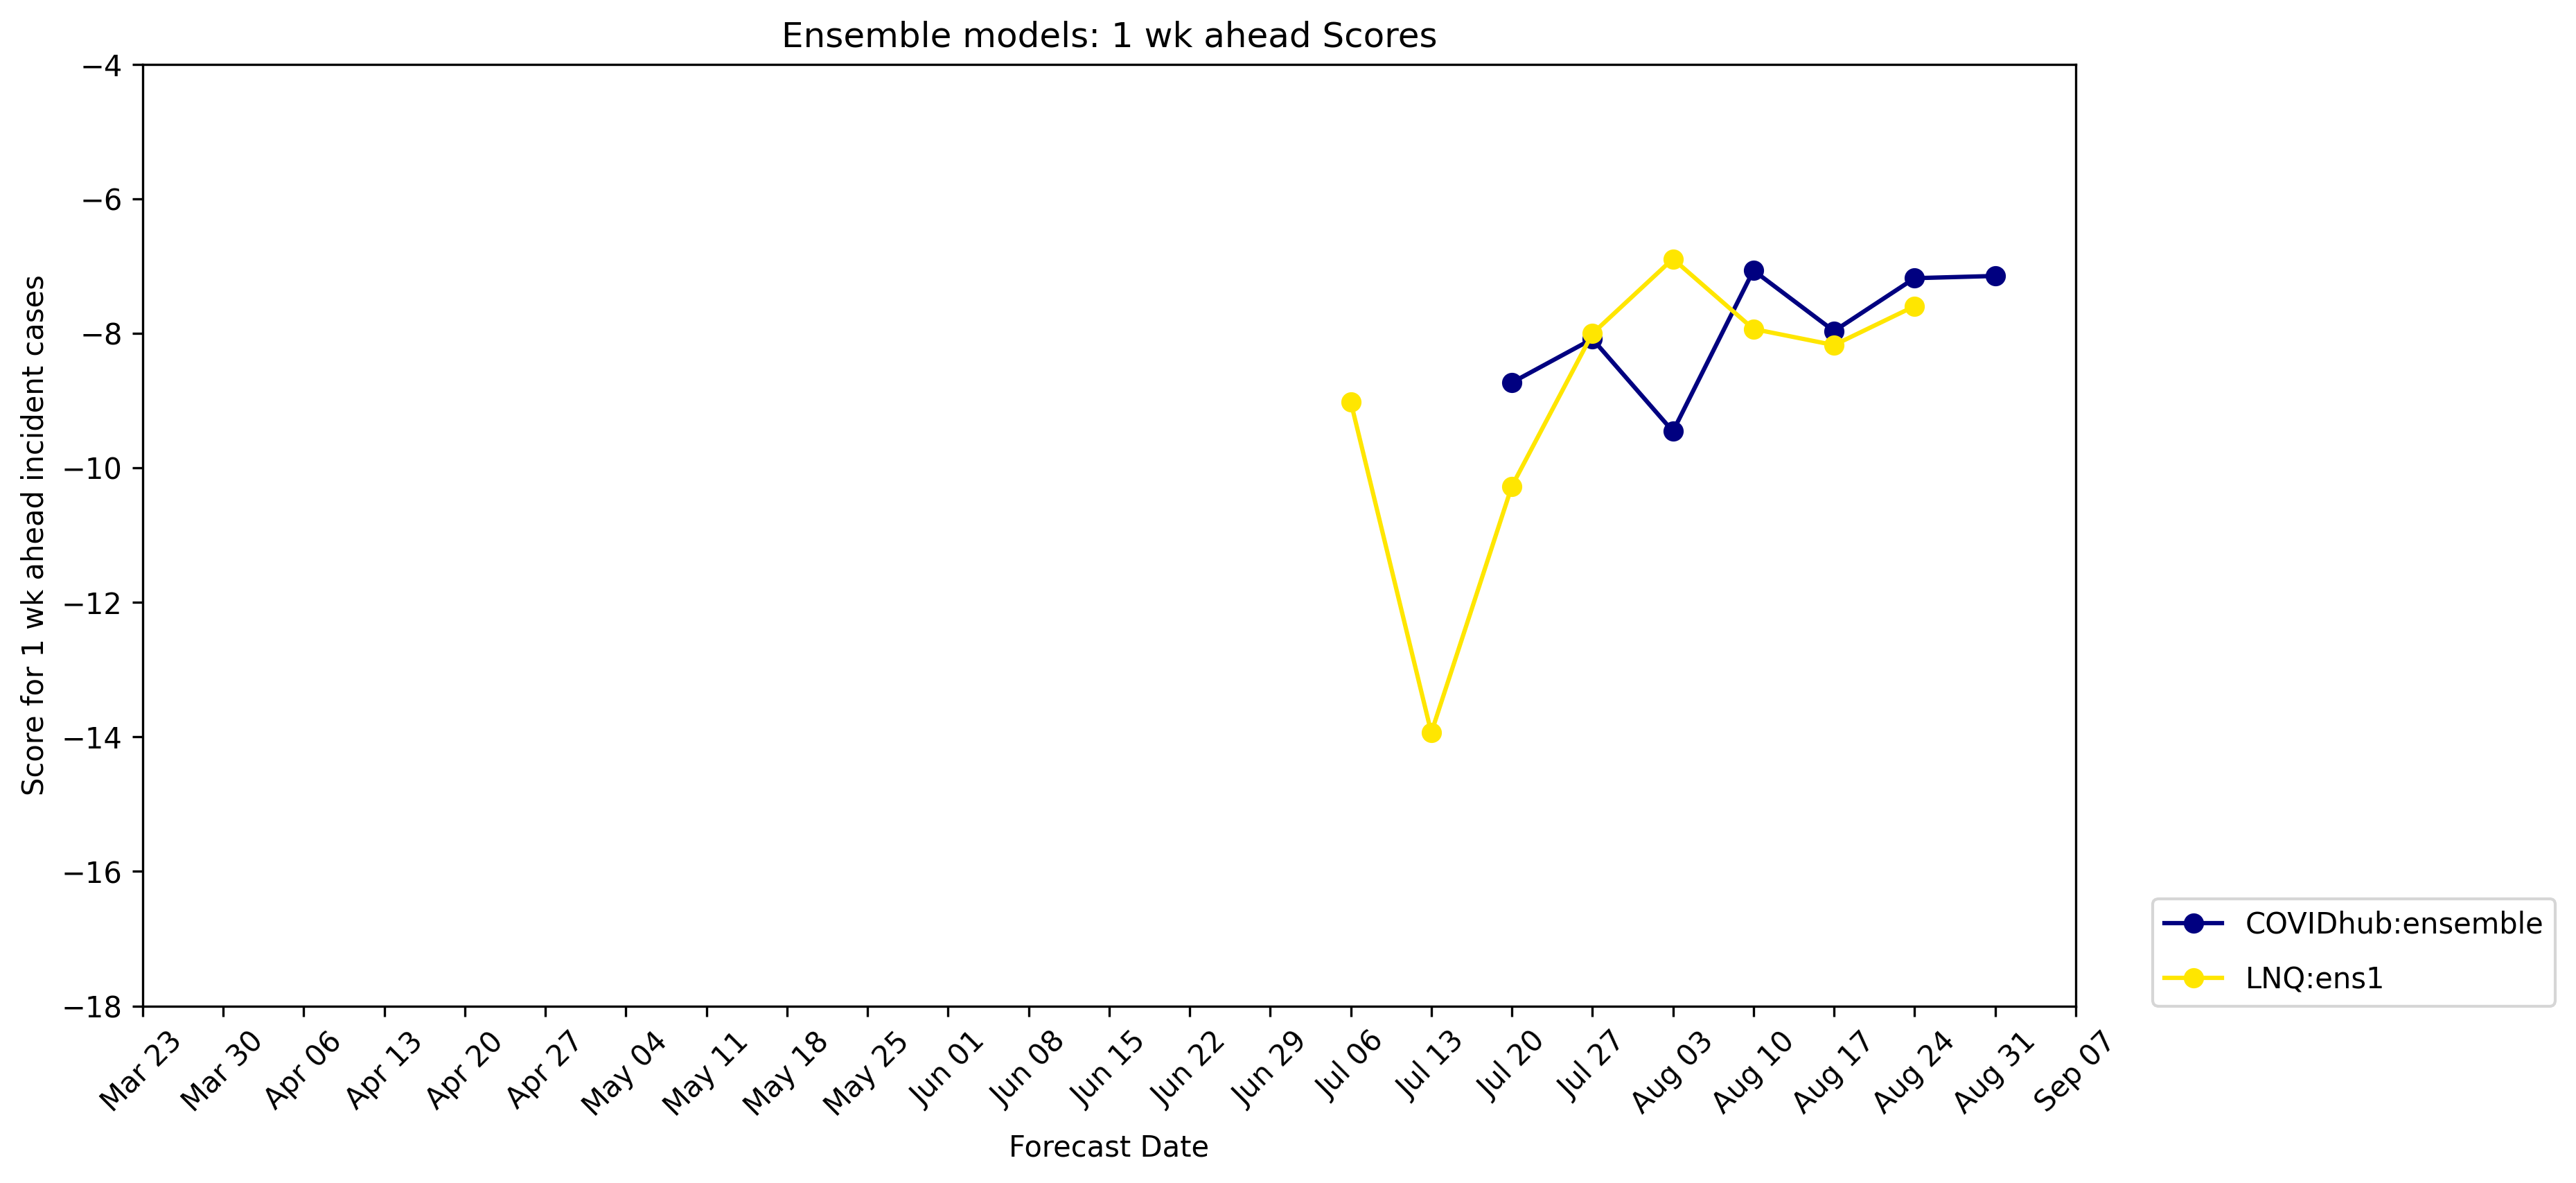 Ensemble models: 1 wk ahead Scores
Score for 1 wk ahead incident cases
−4
−6
−8
−10
−12
−14
−16
−18
Mar 23
Mar 30
Apr 06
Apr 13
Apr 20
Apr 27
May 04
May 11
May 18
May 25
Jun 01
Jun 08
Jun 15
Jun 22
Jun 29
Jul 06
Jul 13
Jul 20
Jul 27
Aug 03
Aug 10
Aug 17
Aug 24
Aug 31
Sep 07
Forecast Date
COVIDhub:ensemble
LNQ:ens1